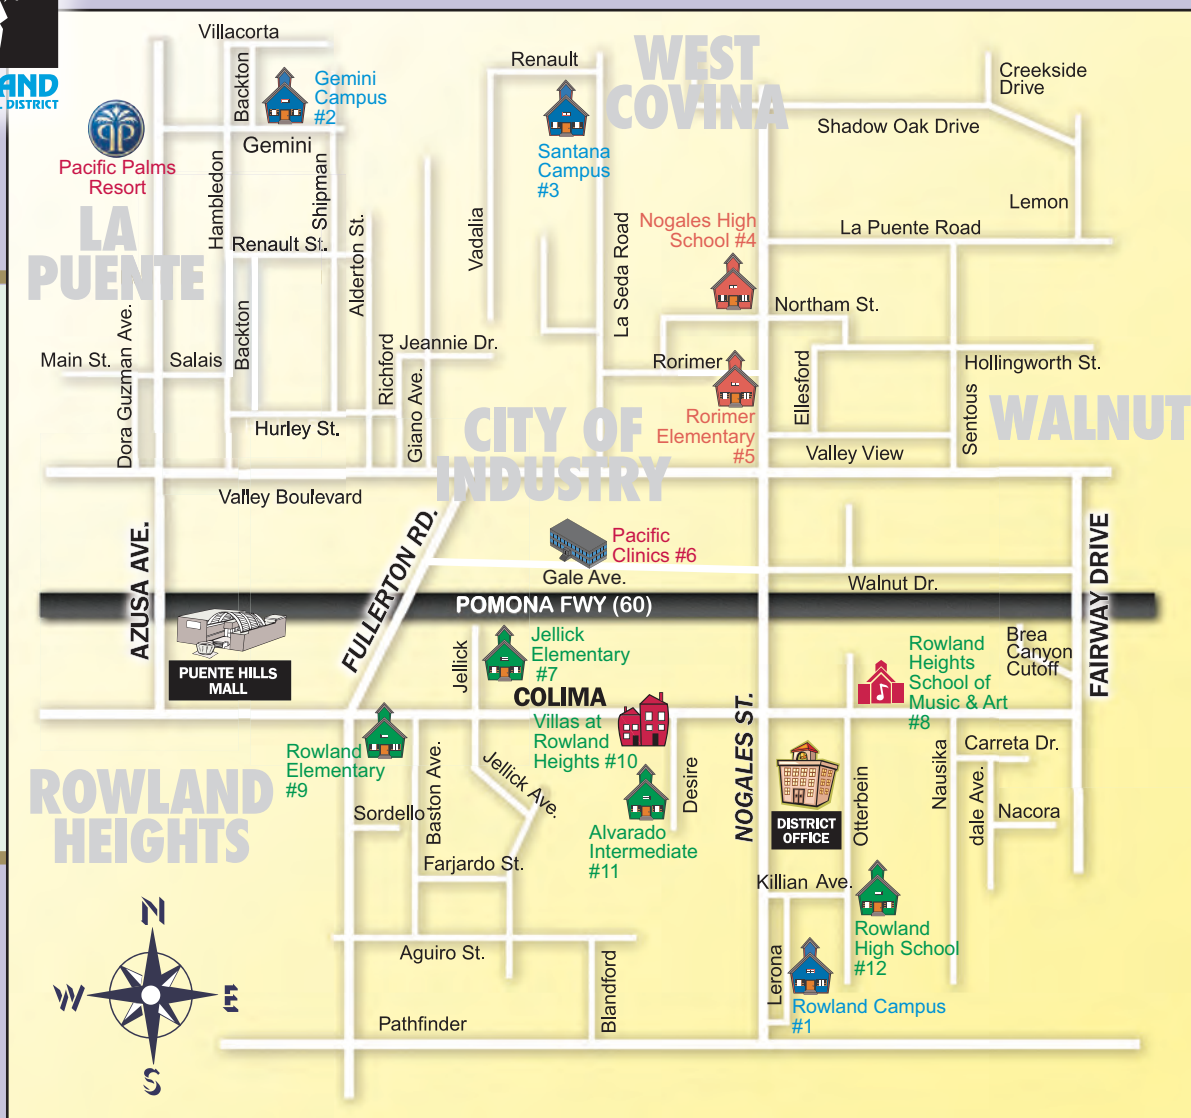 AND
L DISTRICT
Villacorta
Backton
Gemini
Campus
#2
Gemini
Pacific Palms
Resort
Hambledon
Shipman
LA
PUENTE
Renault St.
Alderton St.
Backton
Dora Guzman Ave.
Main St.
Salais
Richford
Jeannie Dr.
Giano Ave.
Hurley St.
Valley Boulevard
Renault
Vadalia
Santana
Campus
#3
WEST
COVINA
La Seda Road
Nogales High
School #4
Creekside
Drive
Shadow Oak Drive
Lemon
La Puente Road
Northam St.
Rorimer
Rorimer
Elementary
#5
Ellesford
Hollingworth St.
Sentous
Valley View
WALNUT
CITY OF
INDUSTRY
AZUSA AVE.
FULLERTON RD.
Pacific
Clinics #6
Gale Ave.
Walnut Dr.
FAIRWAY DRIVE
POMONA FWY (60)
PUENTE HILLS
MALL
Jellick
Jellick
Elementary
#7
COLIMA
Villas at
Rowland
Heights #10
NOGALES ST.
Rowland
Heights
School of
Music & Art
#8
Brea
Canyon
Cutoff
Rowland
Elementary
#9
Baston Ave.
Jellick Ave.
Desire
Alvarado
Intermediate
#11
DISTRICT
OFFICE
Otterbein
Nausika
Carreta Dr.
dale Ave.
Nacora
ROWLAND
HEIGHTS
Sordello
Farjardo St.
Killian Ave.
Rowland
High School
#12
Aguiro St.
Blandford
Lerona
Rowland Campus
#1
Pathfinder
N
W
E
S